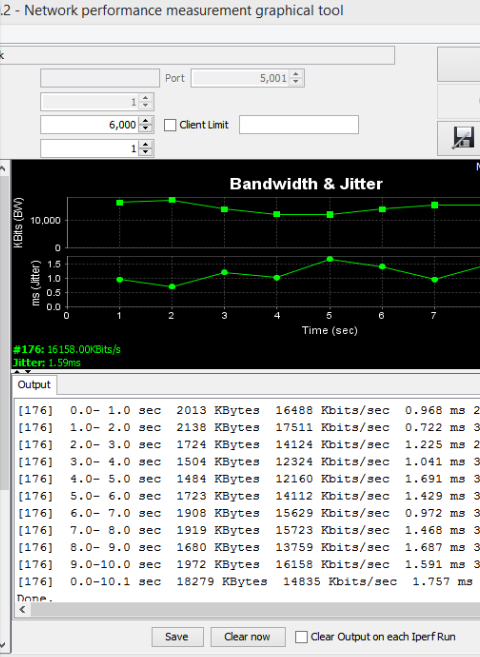 .2 - Network performance measurement graphical tool
k
Port 5,001
1
6,000 Client Limit
1
Bandwidth & Jitter
KBits (BW)
10,000
0
ms (Jitter)
1.5
1.0
0.5
0.0
0 1 2 3 4 5 6 7
Time (sec)
#176: 16158.00KBits/s
Jitter: 1.59ms
Output
[176] 0.0- 1.0 sec 2013 KBytes 16488 Kbits/sec 0.968 ms 2
[176] 1.0- 2.0 sec 2138 KBytes 17511 Kbits/sec 0.722 ms 3
[176] 2.0- 3.0 sec 1724 KBytes 14124 Kbits/sec 1.225 ms 2
[176] 3.0- 4.0 sec 1504 KBytes 12324 Kbits/sec 1.041 ms 3
[176] 4.0- 5.0 sec 1484 KBytes 12160 Kbits/sec 1.691 ms 3
[176] 5.0- 6.0 sec 1723 KBytes 14112 Kbits/sec 1.429 ms 3
[176] 6.0- 7.0 sec 1908 KBytes 15629 Kbits/sec 0.972 ms 3
[176] 7.0- 8.0 sec 1919 KBytes 15723 Kbits/sec 1.468 ms 3
[176] 8.0- 9.0 sec 1680 KBytes 13759 Kbits/sec 1.687 ms 3
[176] 9.0-10.0 sec 1972 KBytes 16158 Kbits/sec 1.591 ms 3
[176] 0.0-10.1 sec 18279 KBytes 14835 Kbits/sec 1.757 ms
Done.
Save Clear now Clear Output on each Iperf Run